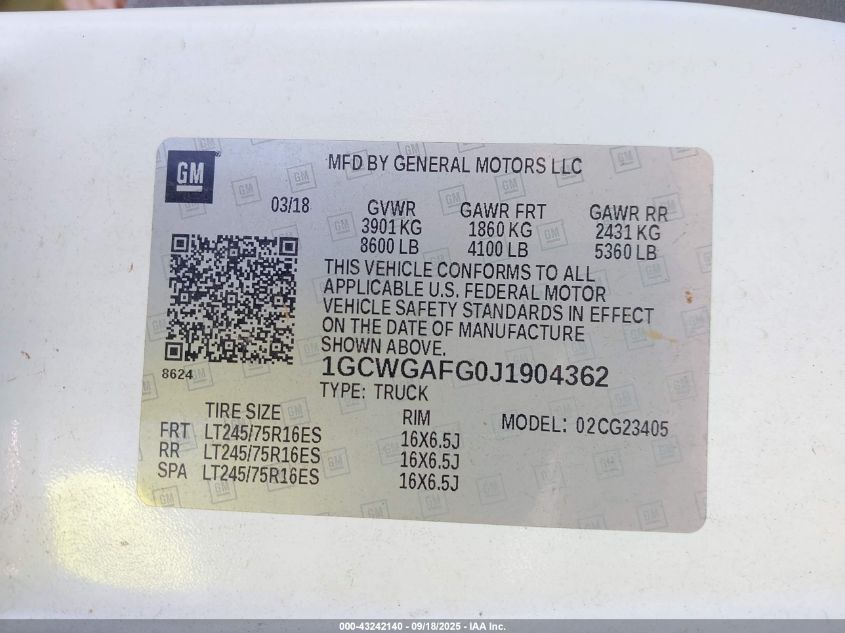 GM
MFD BY GENERAL MOTORS LLC
03/18
GVWR GAWR FRT GAWR RR
3901 KG 1860 KG 2431 KG
8600 LB 4100 LB 5360 LB
THIS VEHICLE CONFORMS TO ALL
APPLICABLE U.S. FEDERAL MOTOR
VEHICLE SAFETY STANDARDS IN EFFECT
ON THE DATE OF MANUFACTURE
SHOWN ABOVE.
8624
1GCWGAFG0J1904362
TYPE: TRUCK
TIRE SIZE RIM MODEL: 02CG23405
FRT LT245/75R16ES 16X6.5J
RR LT245/75R16ES 16X6.5J
SPA LT245/75R16ES 16X6.5J
000-43242140 - 09/18/2025 - IAA Inc.